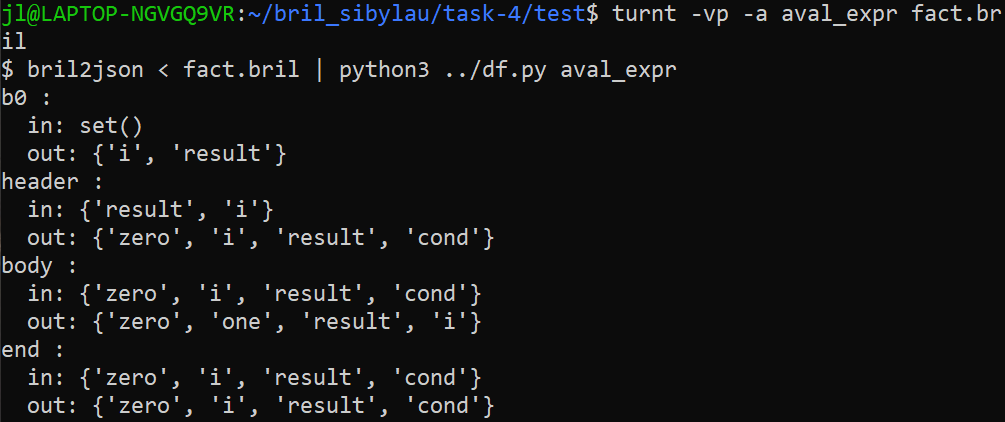 jl@LAPTOP-NGVGQ9VR:~/bril_sibylau/task-4/test$ turnt -vp -a aval_expr fact.br
il
$ bril2json < fact.bril | python3 ../df.py aval_expr
b0 :
  in: set()
  out: {'i', 'result'}
header :
  in: {'result', 'i'}
  out: {'zero', 'i', 'result', 'cond'}
body :
  in: {'zero', 'i', 'result', 'cond'}
  out: {'zero', 'one', 'result', 'i'}
end :
  in: {'zero', 'i', 'result', 'cond'}
  out: {'zero', 'i', 'result', 'cond'}